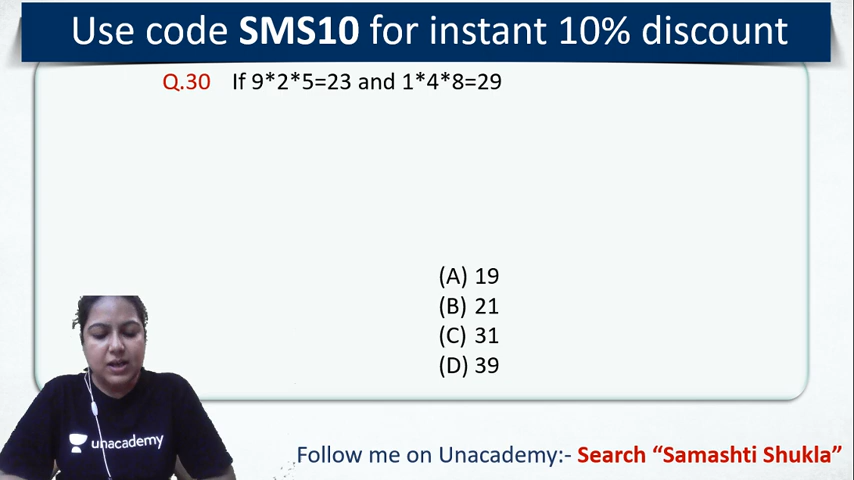 Use code SMS10 for instant 10% discount
Q.30 If 9*2*5=23 and 1*4*8=29
(A) 19
(B) 21
(C) 31
(D) 39
unacademy
Follow me on Unacademy:- Search “Samashti Shukla”